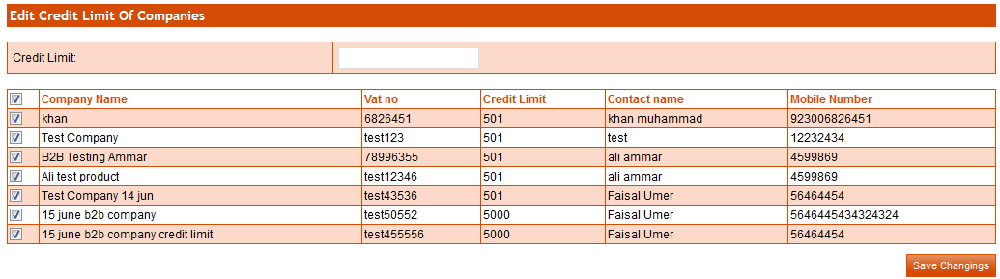 Edit Credit Limit Of Companies
Credit Limit:
Company Name Vat no Credit Limit Contact name Mobile Number
khan 6826451 501 khan muhammad 923006826451
Test Company test123 501 test 12232434
B2B Testing Ammar 78996355 501 ali ammar 4599869
Ali test product test12346 501 ali ammar 4599869
Test Company 14 jun test43536 501 Faisal Umer 56464454
15 june b2b company test50552 5000 Faisal Umer 5646445434324324
15 june b2b company credit limit test455556 5000 Faisal Umer 56464454
Save Changings